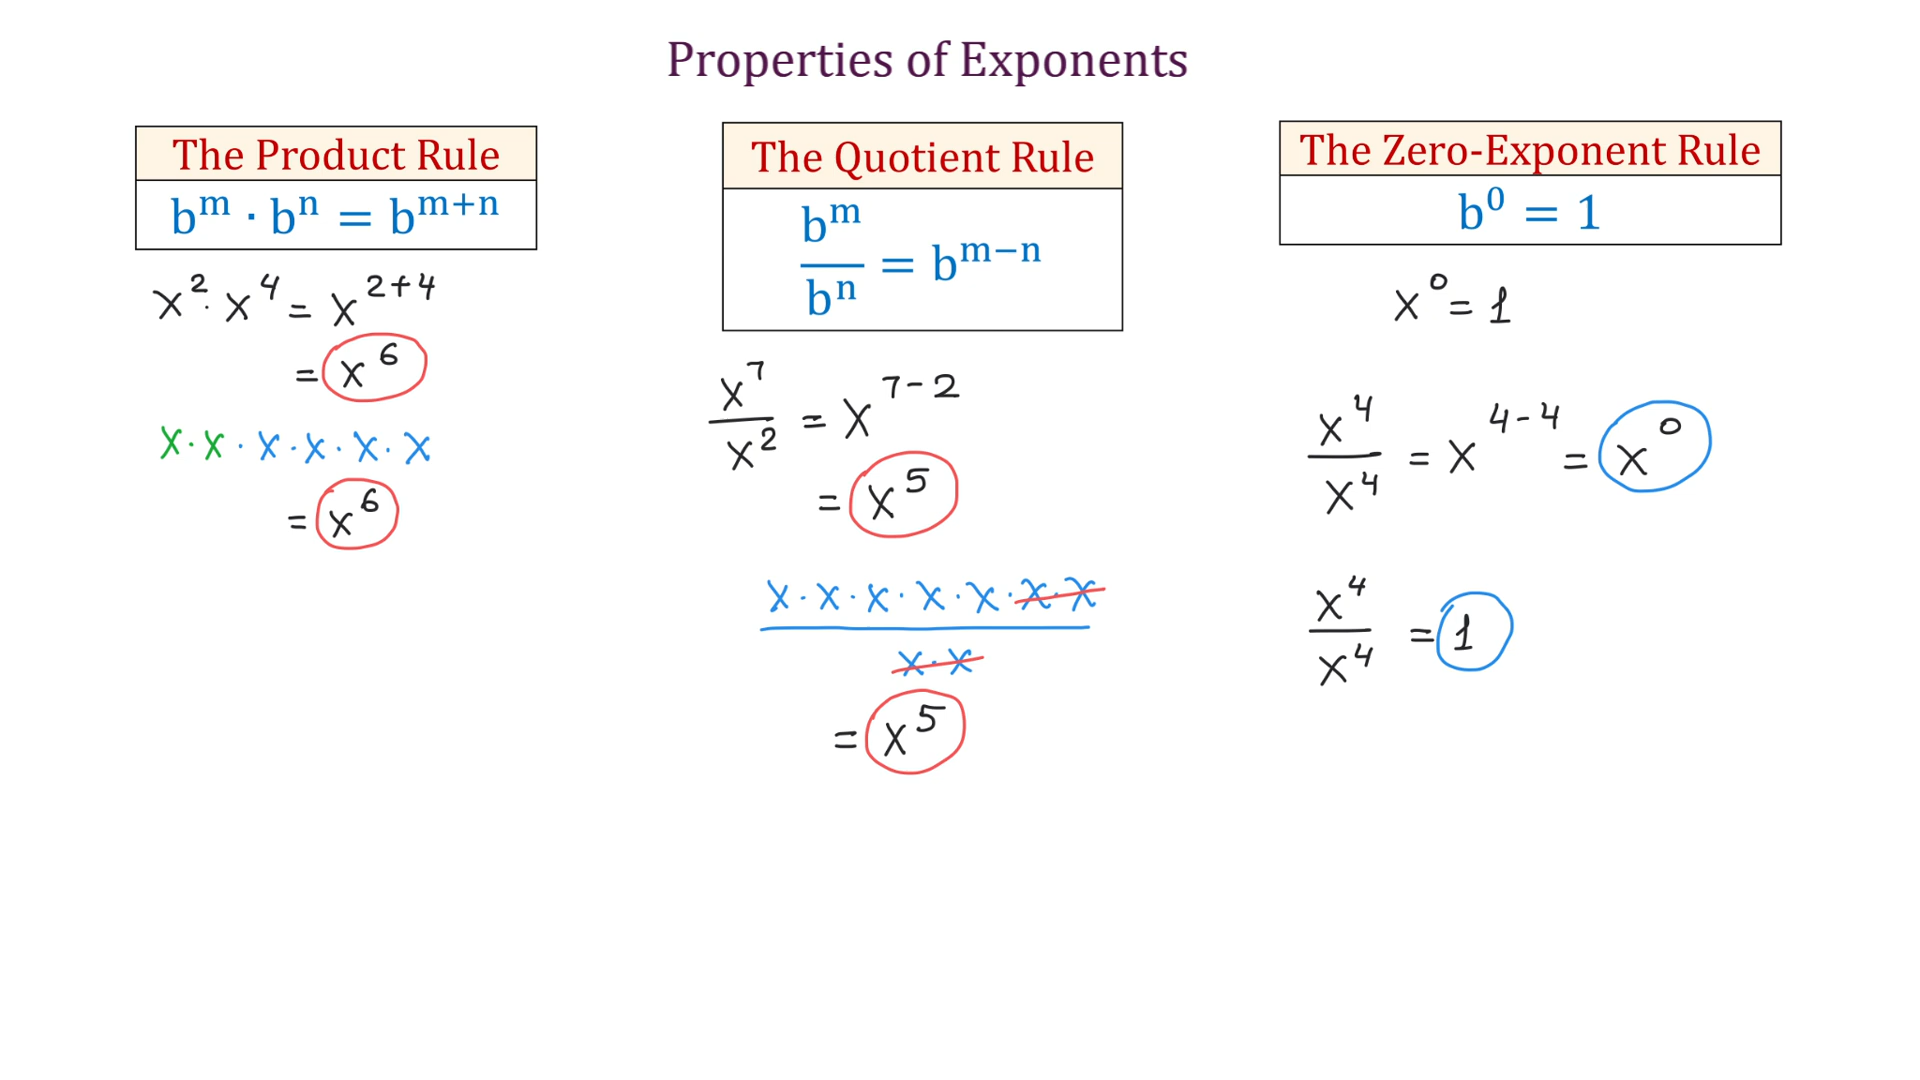 Properties of Exponents
The Product Rule
bᵐ · bⁿ = bᵐ⁺ⁿ
x² · x⁴ = x²⁺⁴
= x⁶
x · x · x · x · x · x
= x⁶
The Quotient Rule
bᵐ/bⁿ = bᵐ⁻ⁿ
x⁷/x² = x⁷⁻²
= x⁵
x · x · x · x · x · x · x
x · x
= x⁵
The Zero-Exponent Rule
b⁰ = 1
x⁰ = 1
x⁴/x⁴ = x⁴⁻⁴ = x⁰
x⁴/x⁴ = 1